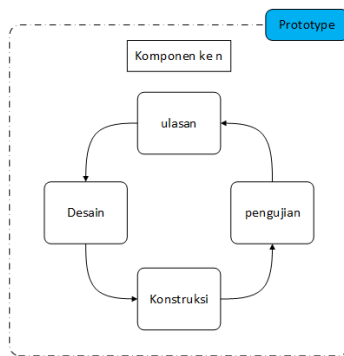 Prototype
Komponen ke n
ulasan
Desain
pengujian
Konstruksi